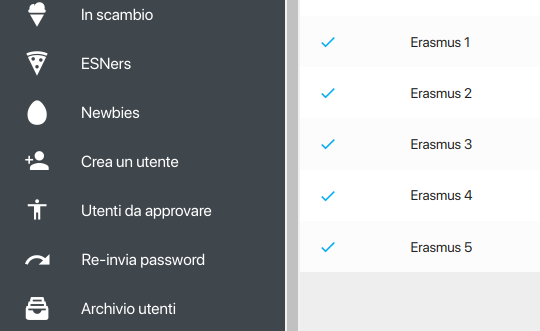 In scambio
ESNers
Newbies
Crea un utente
Utenti da approvare
Re-invia password
Archivio utenti
Erasmus 1
Erasmus 2
Erasmus 3
Erasmus 4
Erasmus 5